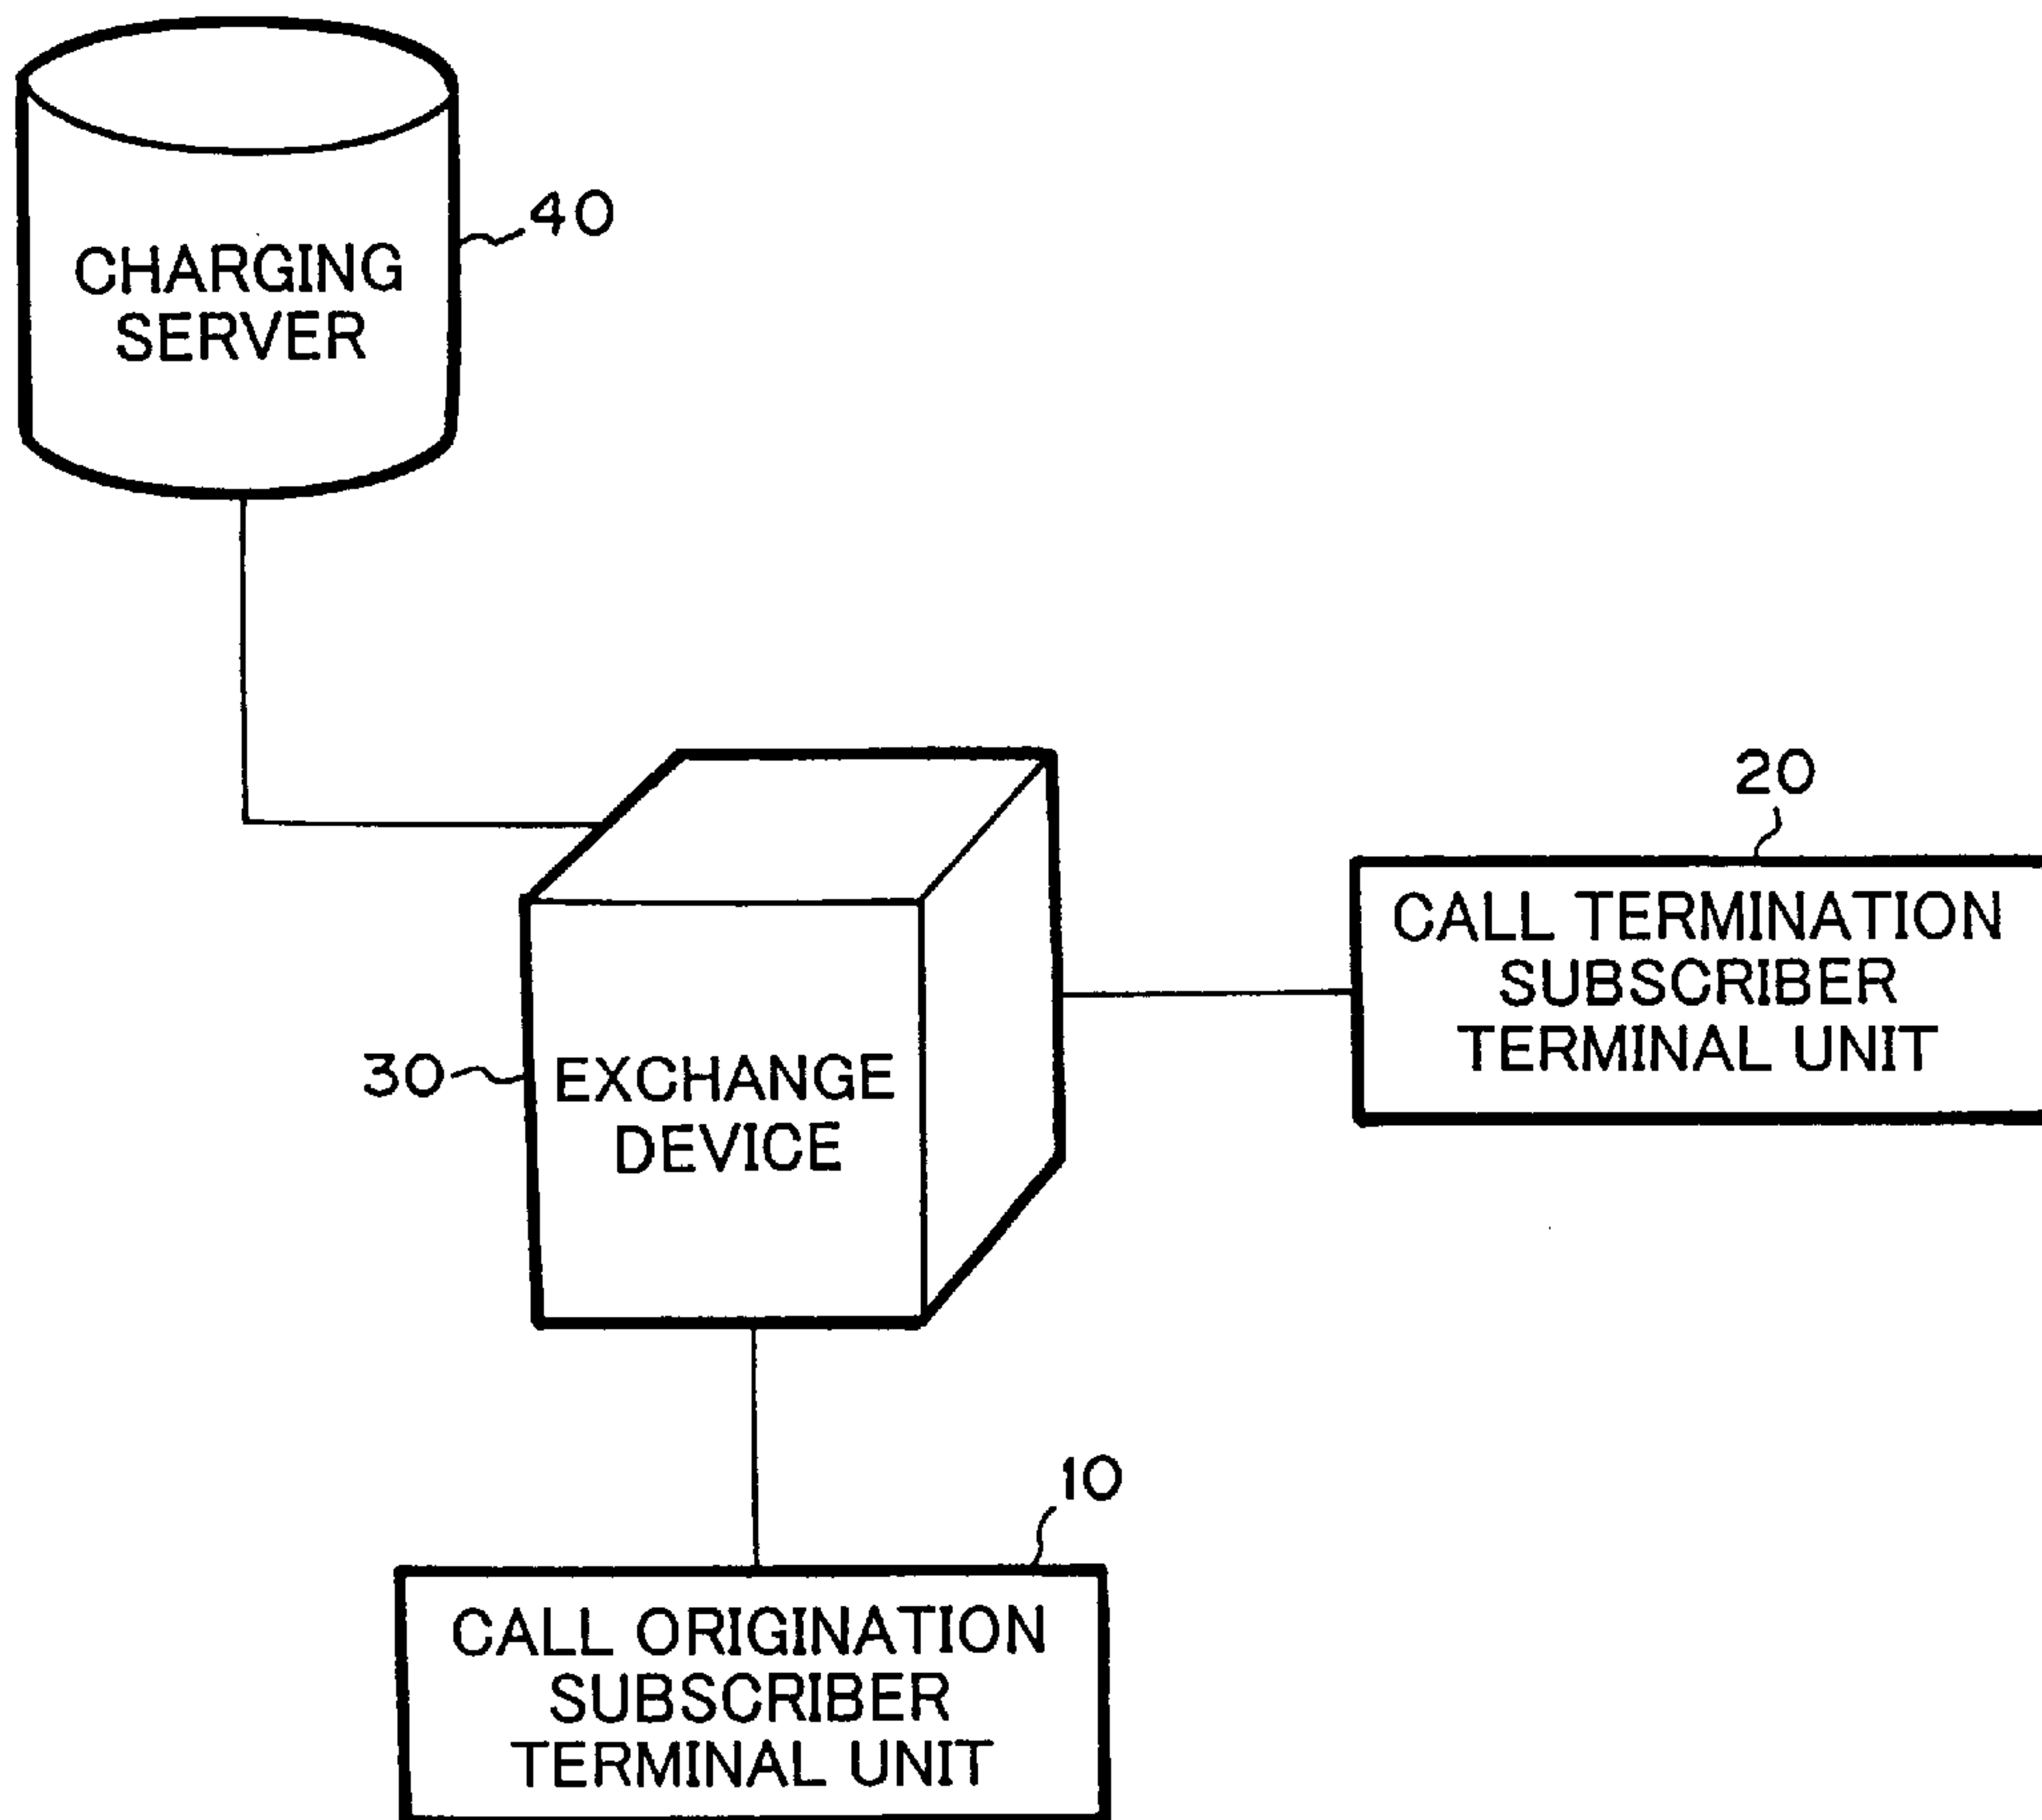 40
CHARGING
SERVER
20
CALL TERMINATION
SUBSCRIBER
TERMINAL UNIT
30
EXCHANGE
DEVICE
10
CALL ORIGINATION
SUBSCRIBER
TERMINAL UNIT